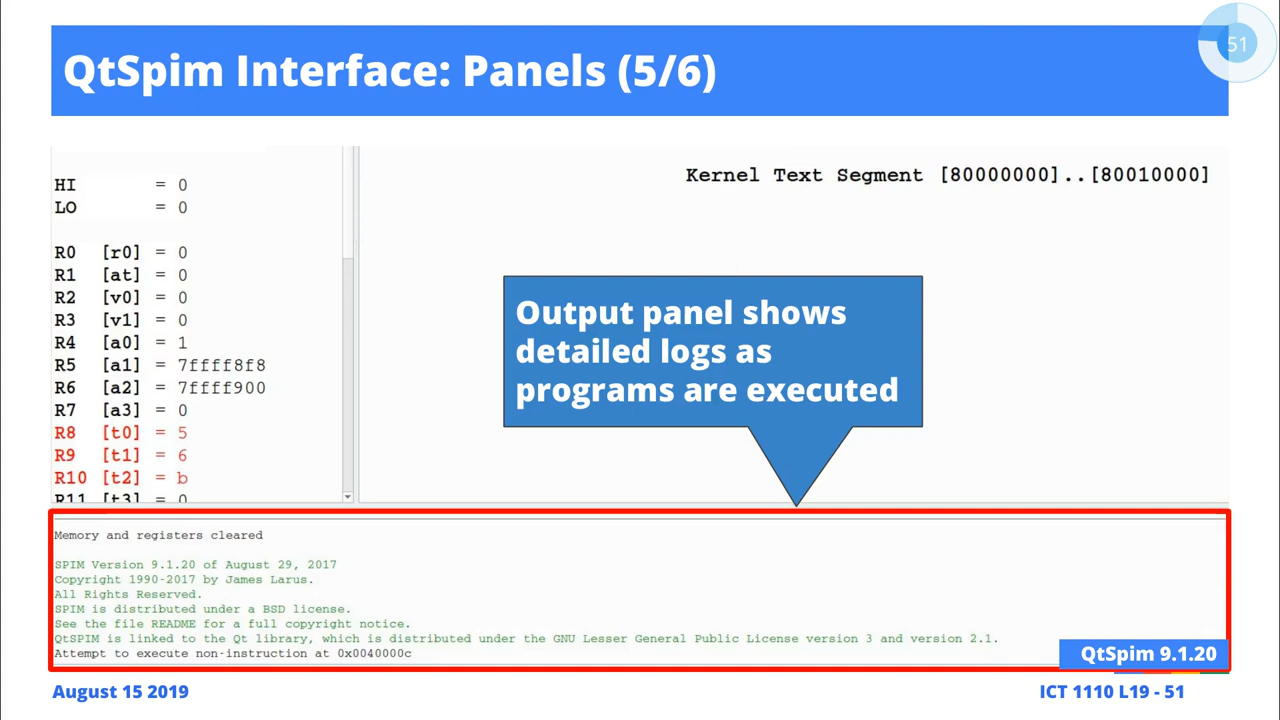 QtSpim Interface: Panels (5/6)
51
Kernel Text Segment [80000000]..[80010000]
HI = 0
LO = 0
R0 [r0] = 0
R1 [at] = 0
R2 [v0] = 0
R3 [v1] = 0
R4 [a0] = 1
R5 [a1] = 7ffff8f8
R6 [a2] = 7ffff900
R7 [a3] = 0
R8 [t0] = 5
R9 [t1] = 6
R10 [t2] = b
R11 [t3] = 0
Output panel shows
detailed logs as
programs are executed
Memory and registers cleared
SPIM Version 9.1.20 of August 29, 2017
Copyright 1990-2017 by James Larus.
All Rights Reserved.
SPIM is distributed under a BSD license.
See the file README for a full copyright notice.
QtSPIM is linked to the Qt library, which is distributed under the GNU Lesser General Public License version 3 and version 2.1.
Attempt to execute non-instruction at 0x0040000c
QtSpim 9.1.20
August 15 2019
ICT 1110 L19 - 51